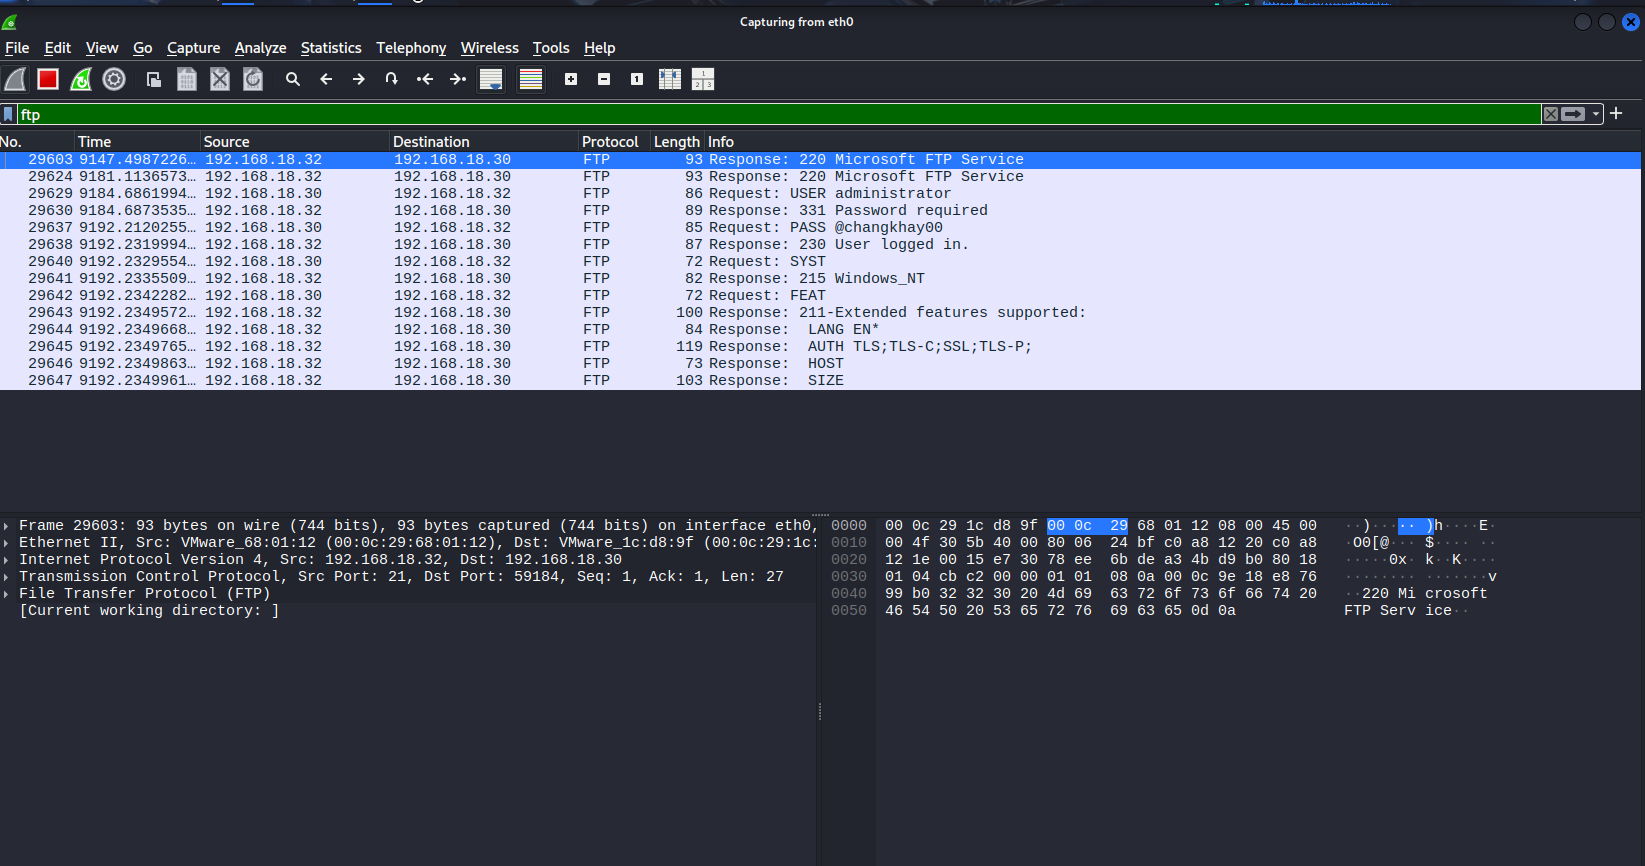 Capturing from eth0
File Edit View Go Capture Analyze Statistics Telephony Wireless Tools Help
ftp
No. Time Source Destination Protocol Length Info
29603 9147.4987226… 192.168.18.32 192.168.18.30 FTP 93 Response: 220 Microsoft FTP Service
29624 9181.1136573… 192.168.18.32 192.168.18.30 FTP 93 Response: 220 Microsoft FTP Service
29629 9184.6861994… 192.168.18.30 192.168.18.32 FTP 86 Request: USER administrator
29630 9184.6873535… 192.168.18.32 192.168.18.30 FTP 89 Response: 331 Password required
29637 9192.2120255… 192.168.18.30 192.168.18.32 FTP 85 Request: PASS @changkhay00
29638 9192.2319994… 192.168.18.32 192.168.18.30 FTP 87 Response: 230 User logged in.
29640 9192.2329554… 192.168.18.30 192.168.18.32 FTP 72 Request: SYST
29641 9192.2335509… 192.168.18.32 192.168.18.30 FTP 82 Response: 215 Windows_NT
29642 9192.2342282… 192.168.18.30 192.168.18.32 FTP 72 Request: FEAT
29643 9192.2349572… 192.168.18.32 192.168.18.30 FTP 100 Response: 211-Extended features supported:
29644 9192.2349668… 192.168.18.32 192.168.18.30 FTP 84 Response:  LANG EN*
29645 9192.2349765… 192.168.18.32 192.168.18.30 FTP 119 Response:  AUTH TLS;TLS-C;SSL;TLS-P;
29646 9192.2349863… 192.168.18.32 192.168.18.30 FTP 73 Response:  HOST
29647 9192.2349961… 192.168.18.32 192.168.18.30 FTP 103 Response:  SIZE
Frame 29603: 93 bytes on wire (744 bits), 93 bytes captured (744 bits) on interface eth0,
Ethernet II, Src: VMware_68:01:12 (00:0c:29:68:01:12), Dst: VMware_1c:d8:9f (00:0c:29:1c:
Internet Protocol Version 4, Src: 192.168.18.32, Dst: 192.168.18.30
Transmission Control Protocol, Src Port: 21, Dst Port: 59184, Seq: 1, Ack: 1, Len: 27
File Transfer Protocol (FTP)
[Current working directory: ]
0000 00 0c 29 1c d8 9f 00 0c 29 68 01 12 08 00 45 00 ··)····· )h····E·
0010 00 4f 30 5b 40 00 80 06 24 bf c0 a8 12 20 c0 a8 ·O0[@··· $···· ··
0020 12 1e 00 15 e7 30 78 ee 6b de a3 4b d9 b0 80 18 ·····0x· k··K····
0030 01 04 cb c2 00 00 01 01 08 0a 00 0c 9e 18 e8 76 ········ ·······v
0040 99 b0 32 32 30 20 4d 69 63 72 6f 73 6f 66 74 20 ··220 Mi crosoft
0050 46 54 50 20 53 65 72 76 69 63 65 0d 0a FTP Serv ice··